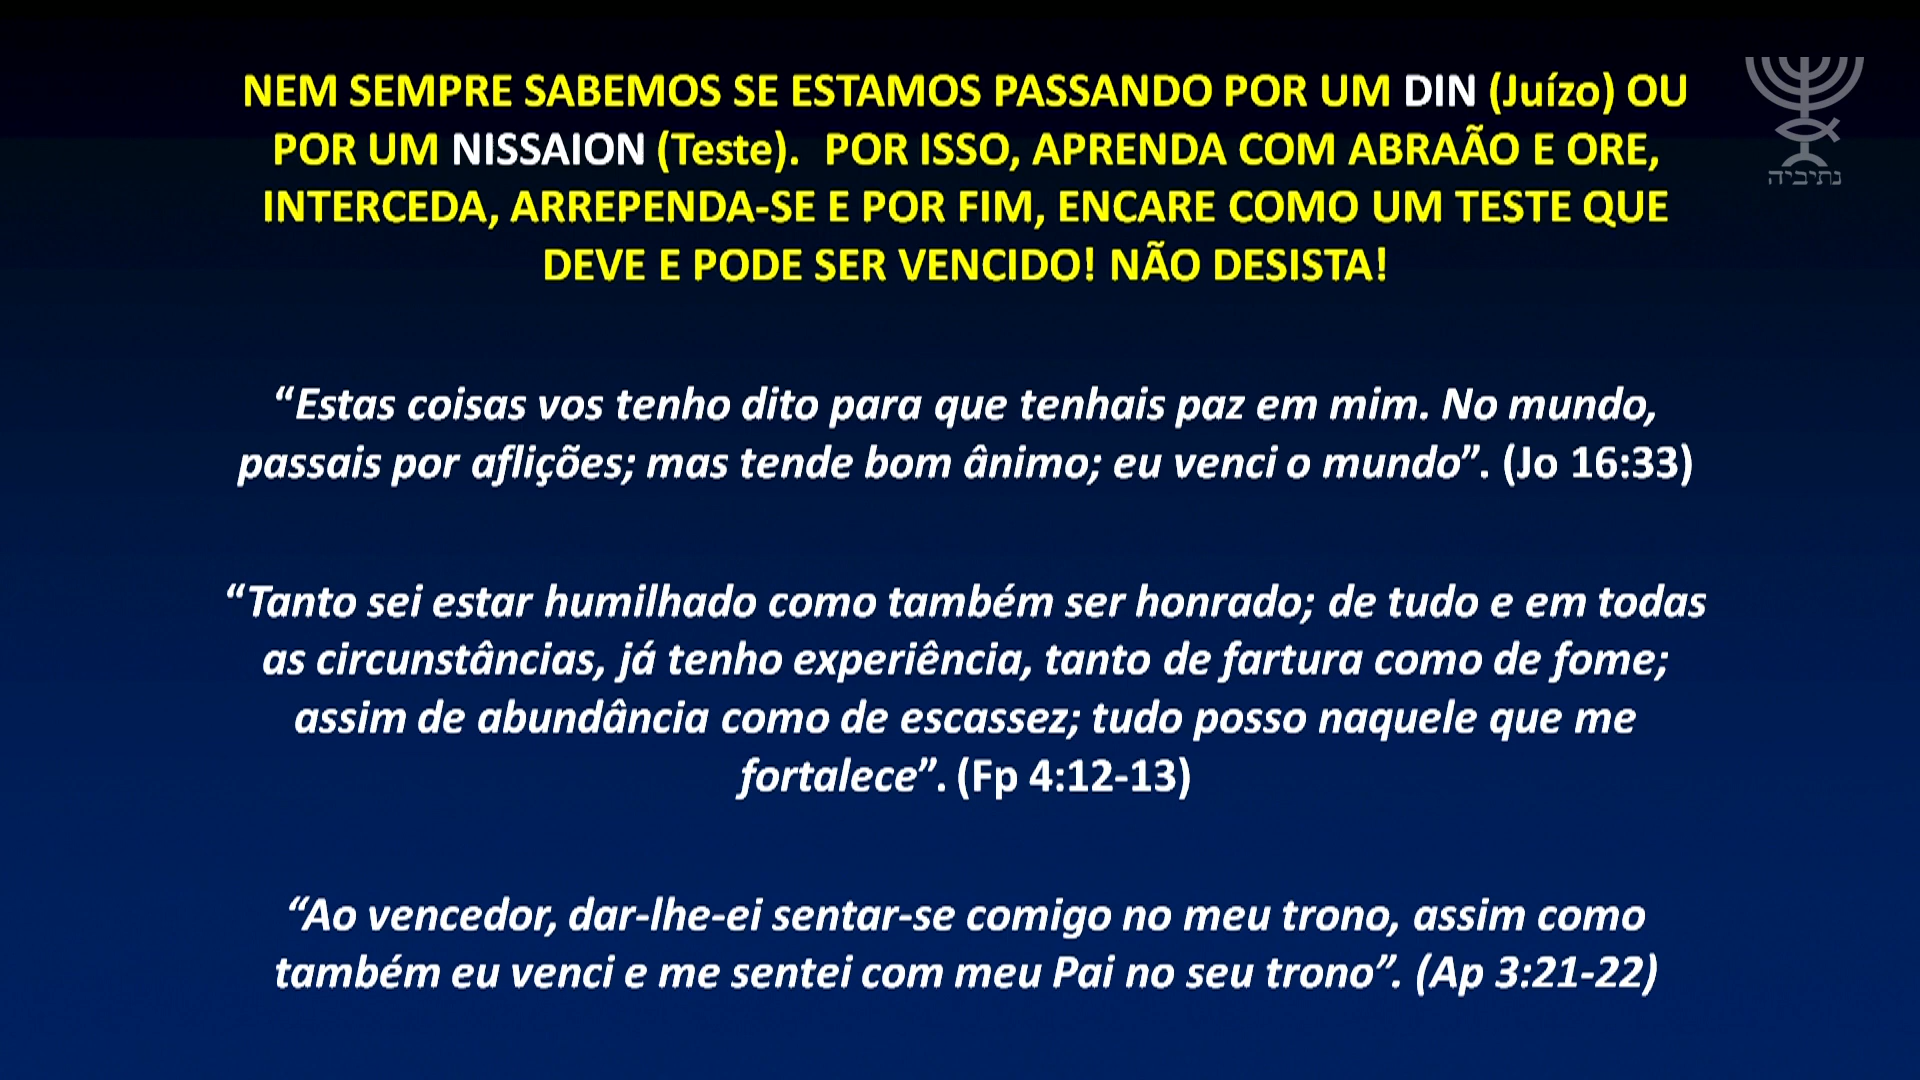 NEM SEMPRE SABEMOS SE ESTAMOS PASSANDO POR UM DIN (Juízo) OU
POR UM NISSAION (Teste). POR ISSO, APRENDA COM ABRAÃO E ORE,
INTERCEDA, ARREPENDA-SE E POR FIM, ENCARE COMO UM TESTE QUE
DEVE E PODE SER VENCIDO! NÃO DESISTA!
נתיביה
“Estas coisas vos tenho dito para que tenhais paz em mim. No mundo,
passais por aflições; mas tende bom ânimo; eu venci o mundo”. (Jo 16:33)
“Tanto sei estar humilhado como também ser honrado; de tudo e em todas
as circunstâncias, já tenho experiência, tanto de fartura como de fome;
assim de abundância como de escassez; tudo posso naquele que me
fortalece”. (Fp 4:12-13)
“Ao vencedor, dar-lhe-ei sentar-se comigo no meu trono, assim como
também eu venci e me sentei com meu Pai no seu trono”. (Ap 3:21-22)